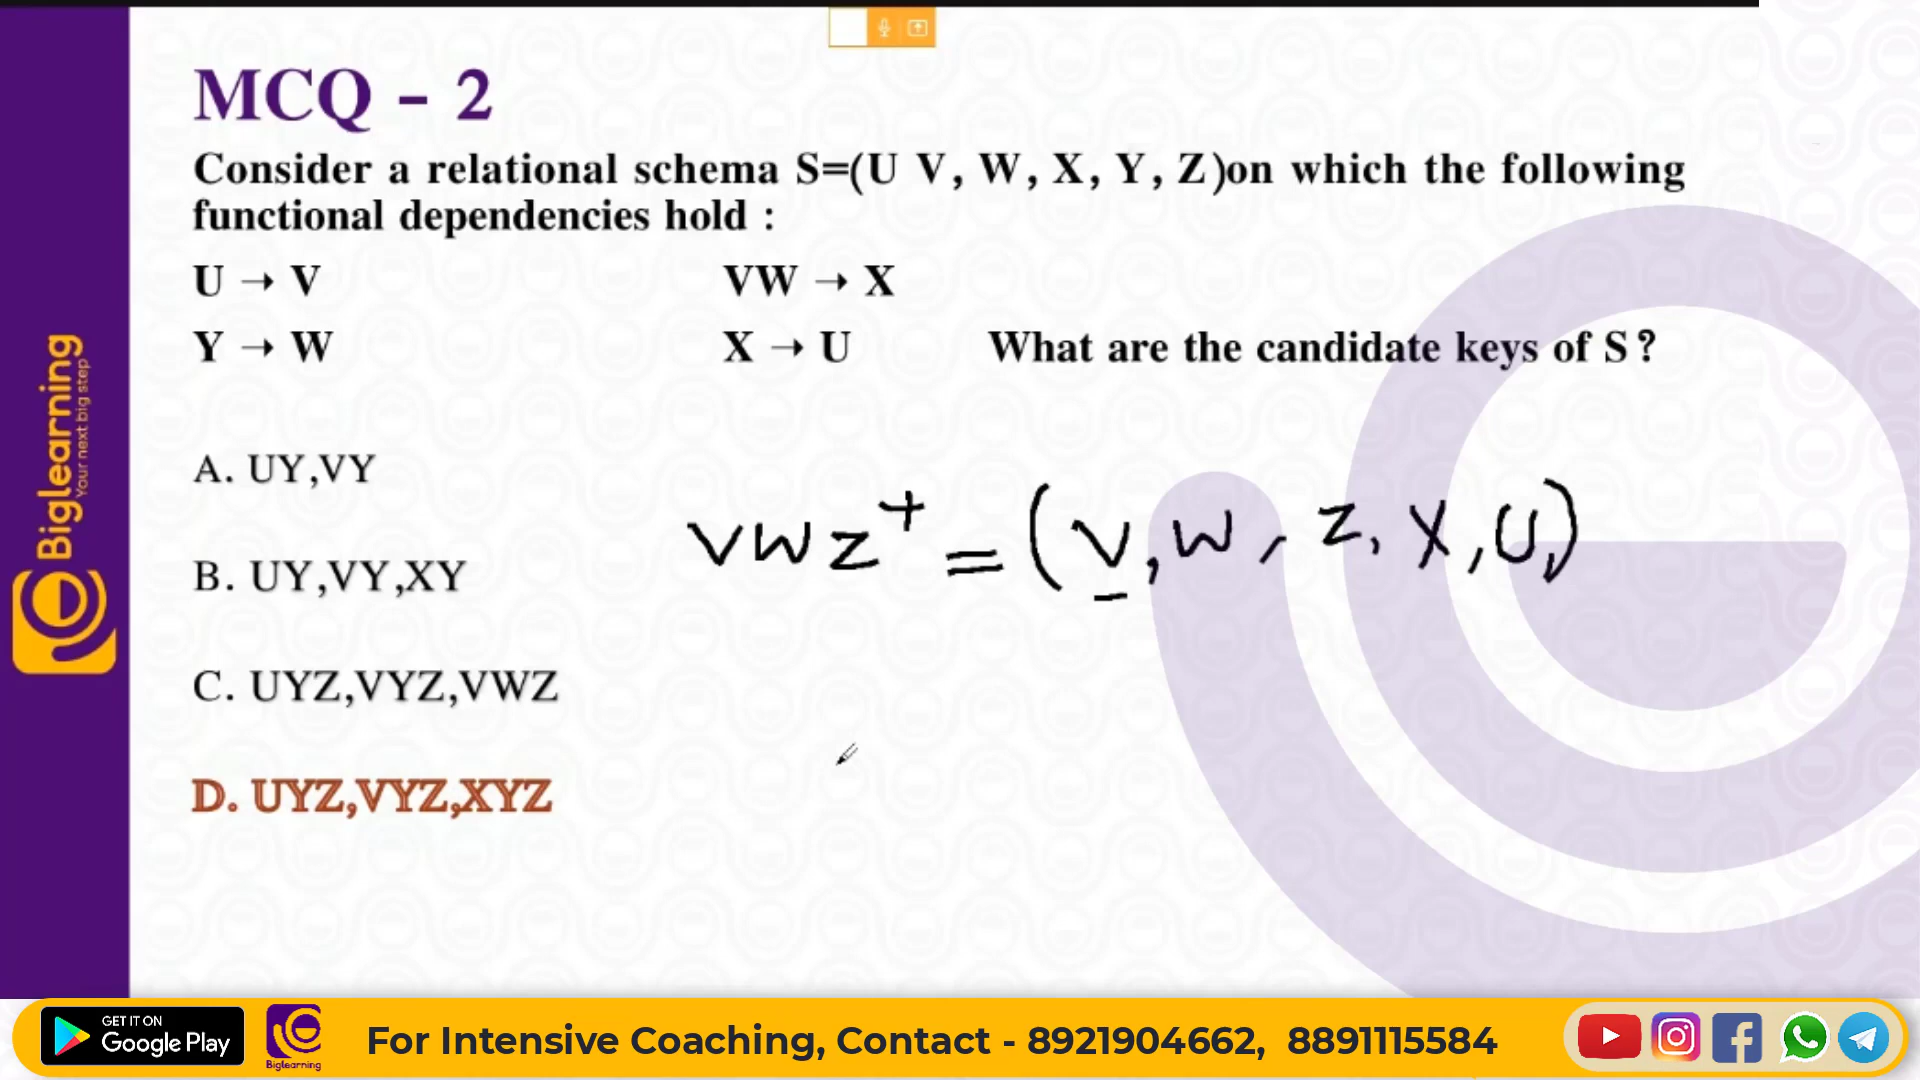 MCQ – 2
Consider a relational schema S=(U V, W, X, Y, Z)on which the following
functional dependencies hold :
U → V VW → X
Y → W X → U What are the candidate keys of S ?
A. UY,VY
VWZ⁺ = (V, W, Z, X, U,)
B. UY,VY,XY
C. UYZ,VYZ,VWZ
D. UYZ,VYZ,XYZ
Biglearning
Your next big step
GET IT ON
Google Play
Biglearning
For Intensive Coaching, Contact - 8921904662, 8891115584